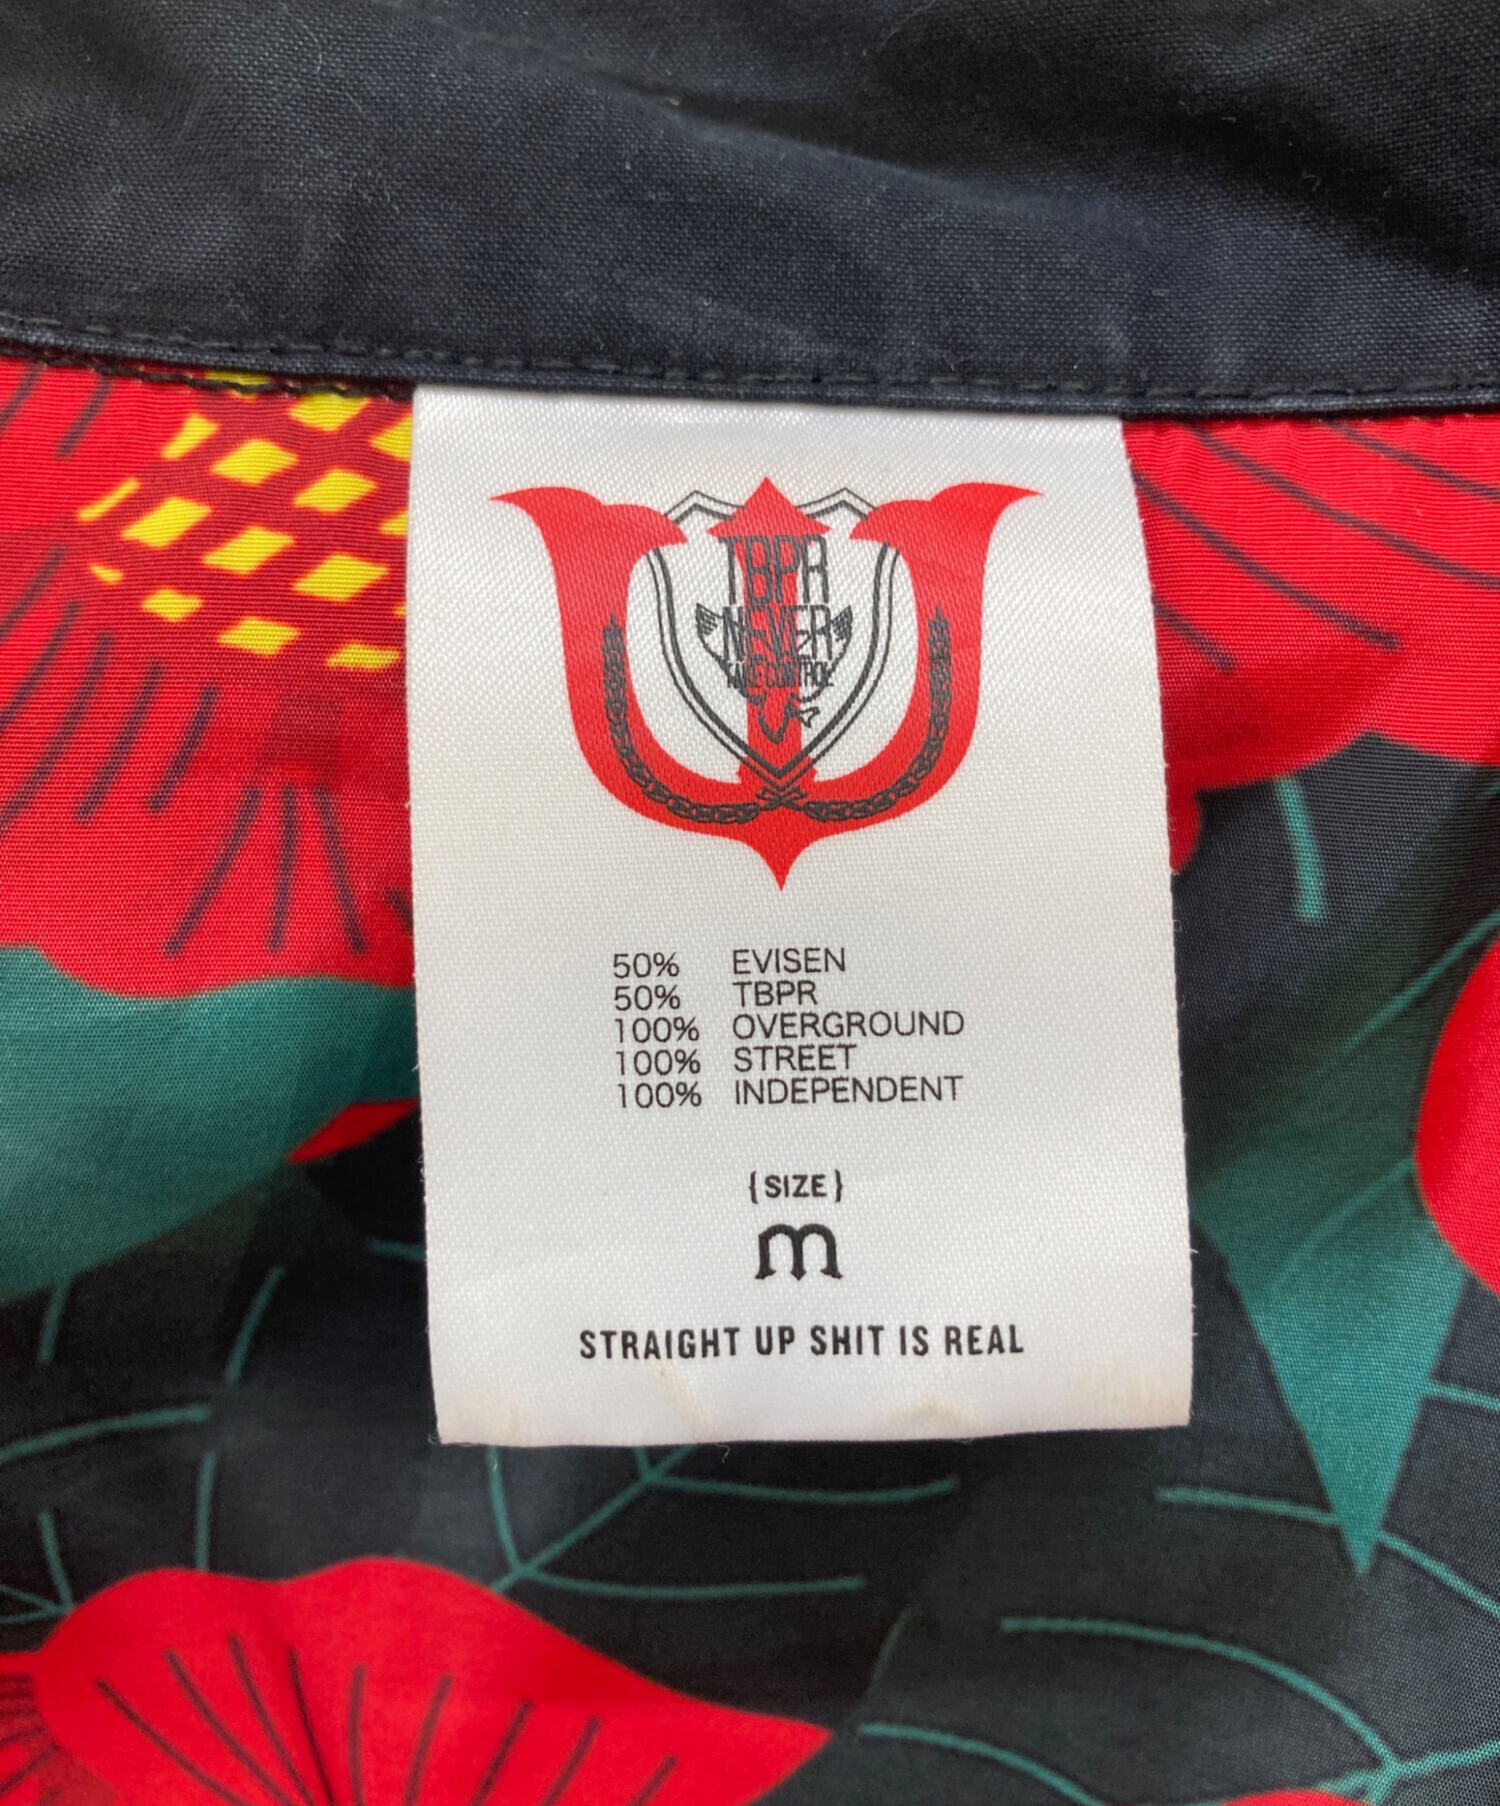 TBPR
NEVER
FAKE CONTROL
50% EVISEN
50% TBPR
100% OVERGROUND
100% STREET
100% INDEPENDENT
{SIZE}
m
STRAIGHT UP SHIT IS REAL